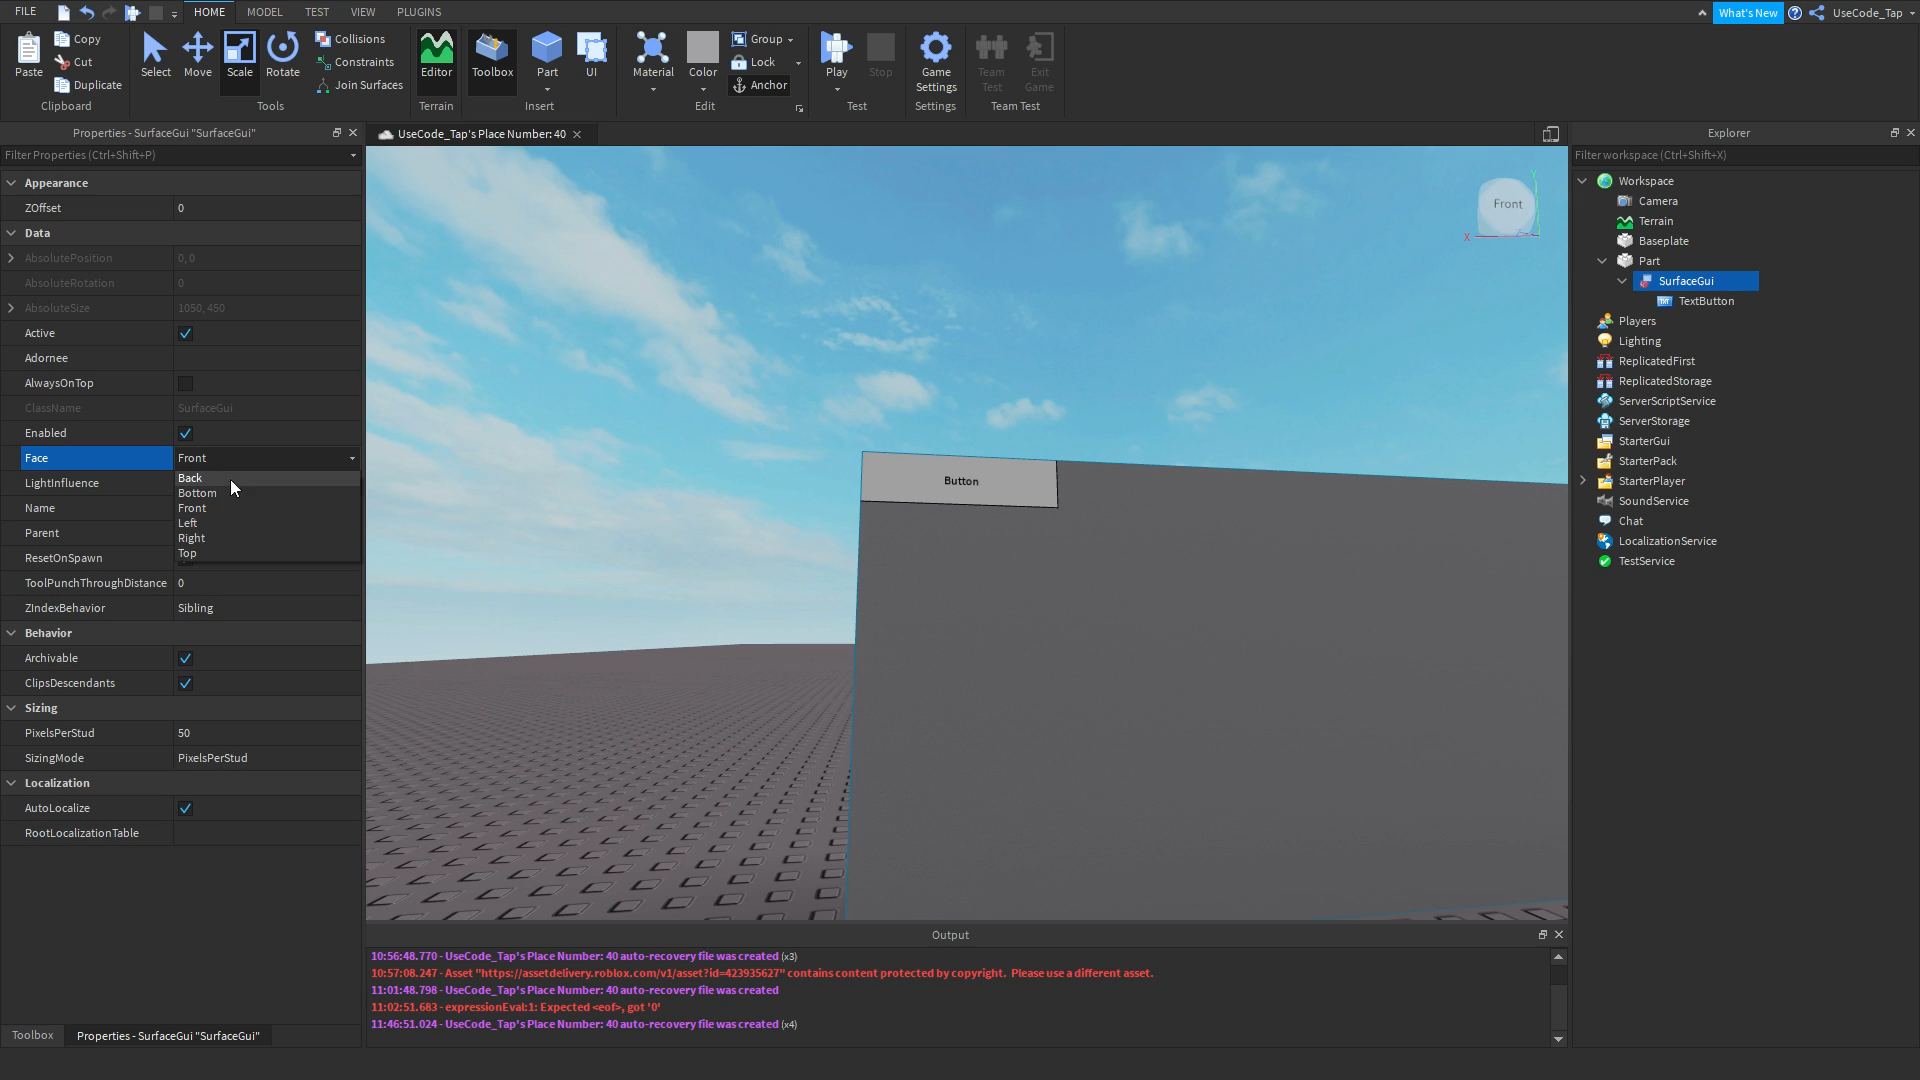 FILE
HOME
MODEL
TEST
VIEW
PLUGINS
What's New
UseCode_Tap
Paste
Copy
Cut
Duplicate
Clipboard
Select
Move
Scale
Rotate
Collisions
Constraints
Join Surfaces
Tools
Editor
Terrain
Toolbox
Part
UI
Insert
Material
Color
Group
Lock
Anchor
Edit
Play
Stop
Test
Game
Settings
Settings
Team
Test
Exit
Game
Team Test
Properties - SurfaceGui "SurfaceGui"
Filter Properties (Ctrl+Shift+P)
Appearance
ZOffset 0
Data
AbsolutePosition 0, 0
AbsoluteRotation 0
AbsoluteSize 1050, 450
Active
Adornee
AlwaysOnTop
ClassName SurfaceGui
Enabled
Face Front
Back
Bottom
Front
Left
Right
Top
LightInfluence
Name
Parent
ResetOnSpawn
ToolPunchThroughDistance 0
ZIndexBehavior Sibling
Behavior
Archivable
ClipsDescendants
Sizing
PixelsPerStud 50
SizingMode PixelsPerStud
Localization
AutoLocalize
RootLocalizationTable
Toolbox
Properties - SurfaceGui "SurfaceGui"
UseCode_Tap's Place Number: 40
Front
Y
X
Button
Output
10:56:48.770 - UseCode_Tap's Place Number: 40 auto-recovery file was created (x3)
10:57:08.247 - Asset "https://assetdelivery.roblox.com/v1/asset?id=423935627" contains content protected by copyright.  Please use a different asset.
11:01:48.798 - UseCode_Tap's Place Number: 40 auto-recovery file was created
11:02:51.683 - expressionEval:1: Expected <eof>, got '0'
11:46:51.024 - UseCode_Tap's Place Number: 40 auto-recovery file was created (x4)
Explorer
Filter workspace (Ctrl+Shift+X)
Workspace
Camera
Terrain
Baseplate
Part
SurfaceGui
TextButton
Players
Lighting
ReplicatedFirst
ReplicatedStorage
ServerScriptService
ServerStorage
StarterGui
StarterPack
StarterPlayer
SoundService
Chat
LocalizationService
TestService